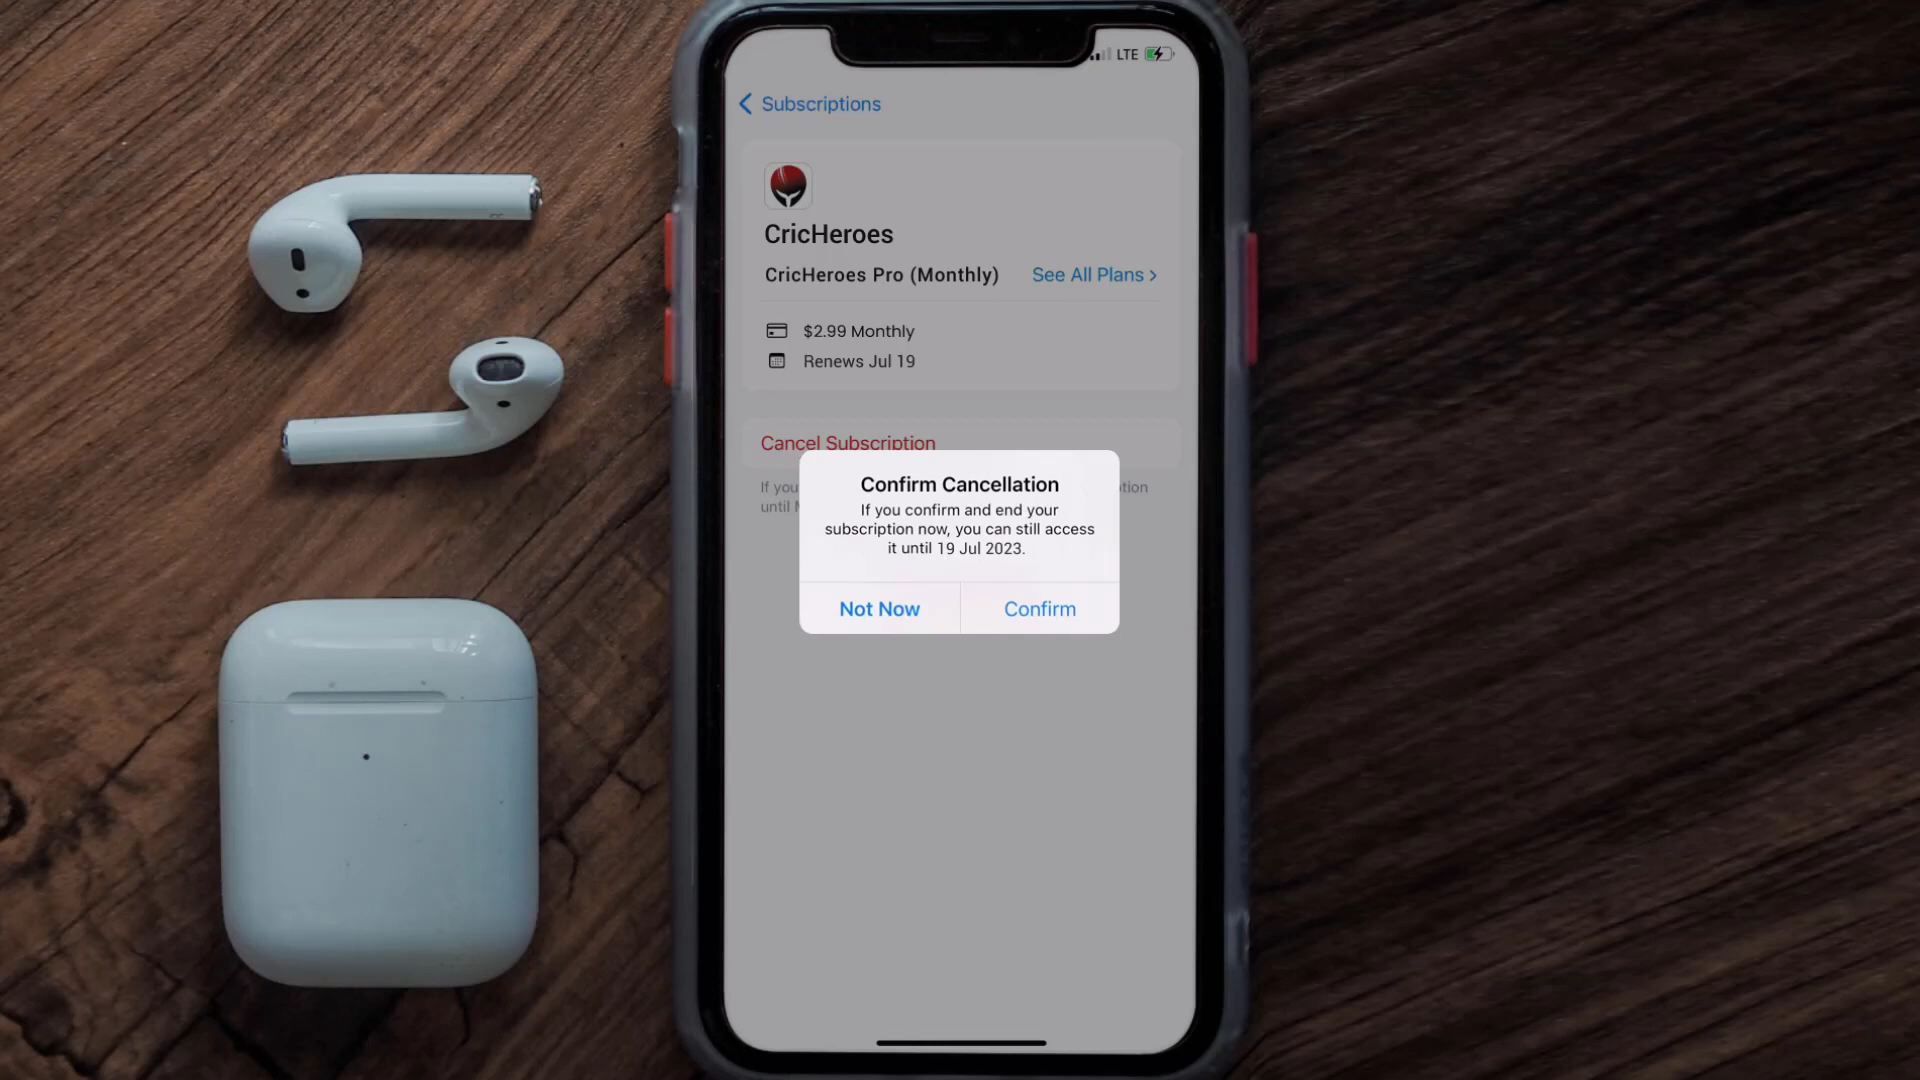 LTE
Subscriptions
CricHeroes
CricHeroes Pro (Monthly) See All Plans
$2.99 Monthly
Renews Jul 19
Cancel Subscription
If you
until
Confirm Cancellation
If you confirm and end your
subscription now, you can still access
it until 19 Jul 2023.
Not Now Confirm